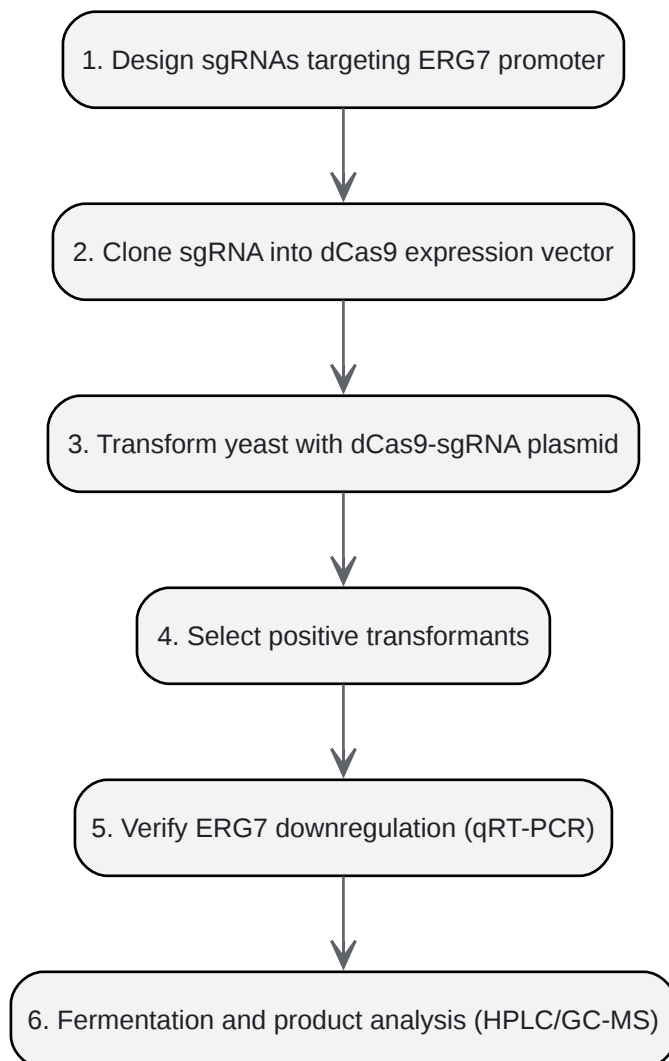 1. Design sgRNAs targeting ERG7 promoter
2. Clone sgRNA into dCas9 expression vector
3. Transform yeast with dCas9-sgRNA plasmid
4. Select positive transformants
5. Verify ERG7 downregulation (qRT-PCR)
6. Fermentation and product analysis (HPLC/GC-MS)